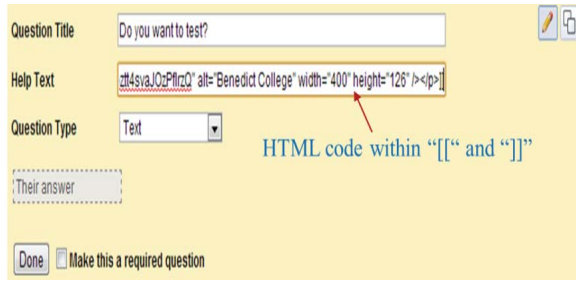 Question Title Do you want to test?
Help Text ztt4svaJOzPflrzQ" alt="Benedict College" width="400" height="126" /></p>]]
Question Type Text
HTML code within “[[“ and “]]”
Their answer
Done Make this a required question